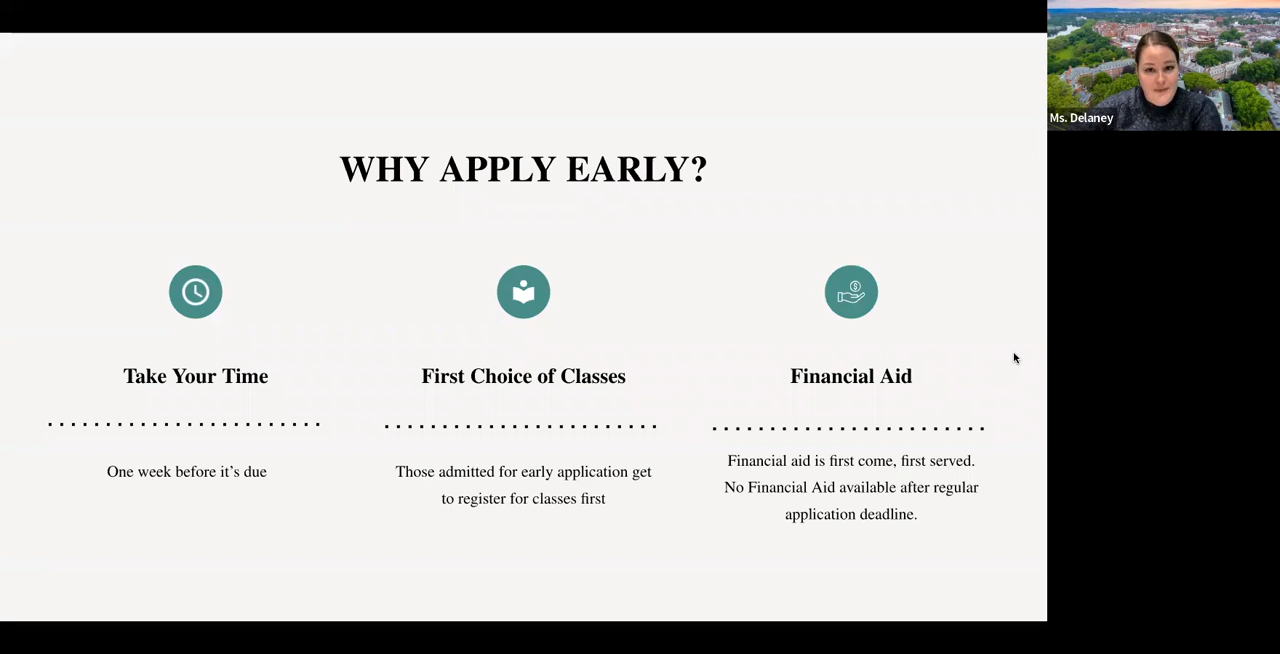 WHY APPLY EARLY?
Take Your Time
One week before it’s due
First Choice of Classes
Those admitted for early application get
to register for classes first
Financial Aid
Financial aid is first come, first served.
No Financial Aid available after regular
application deadline.
Ms. Delaney